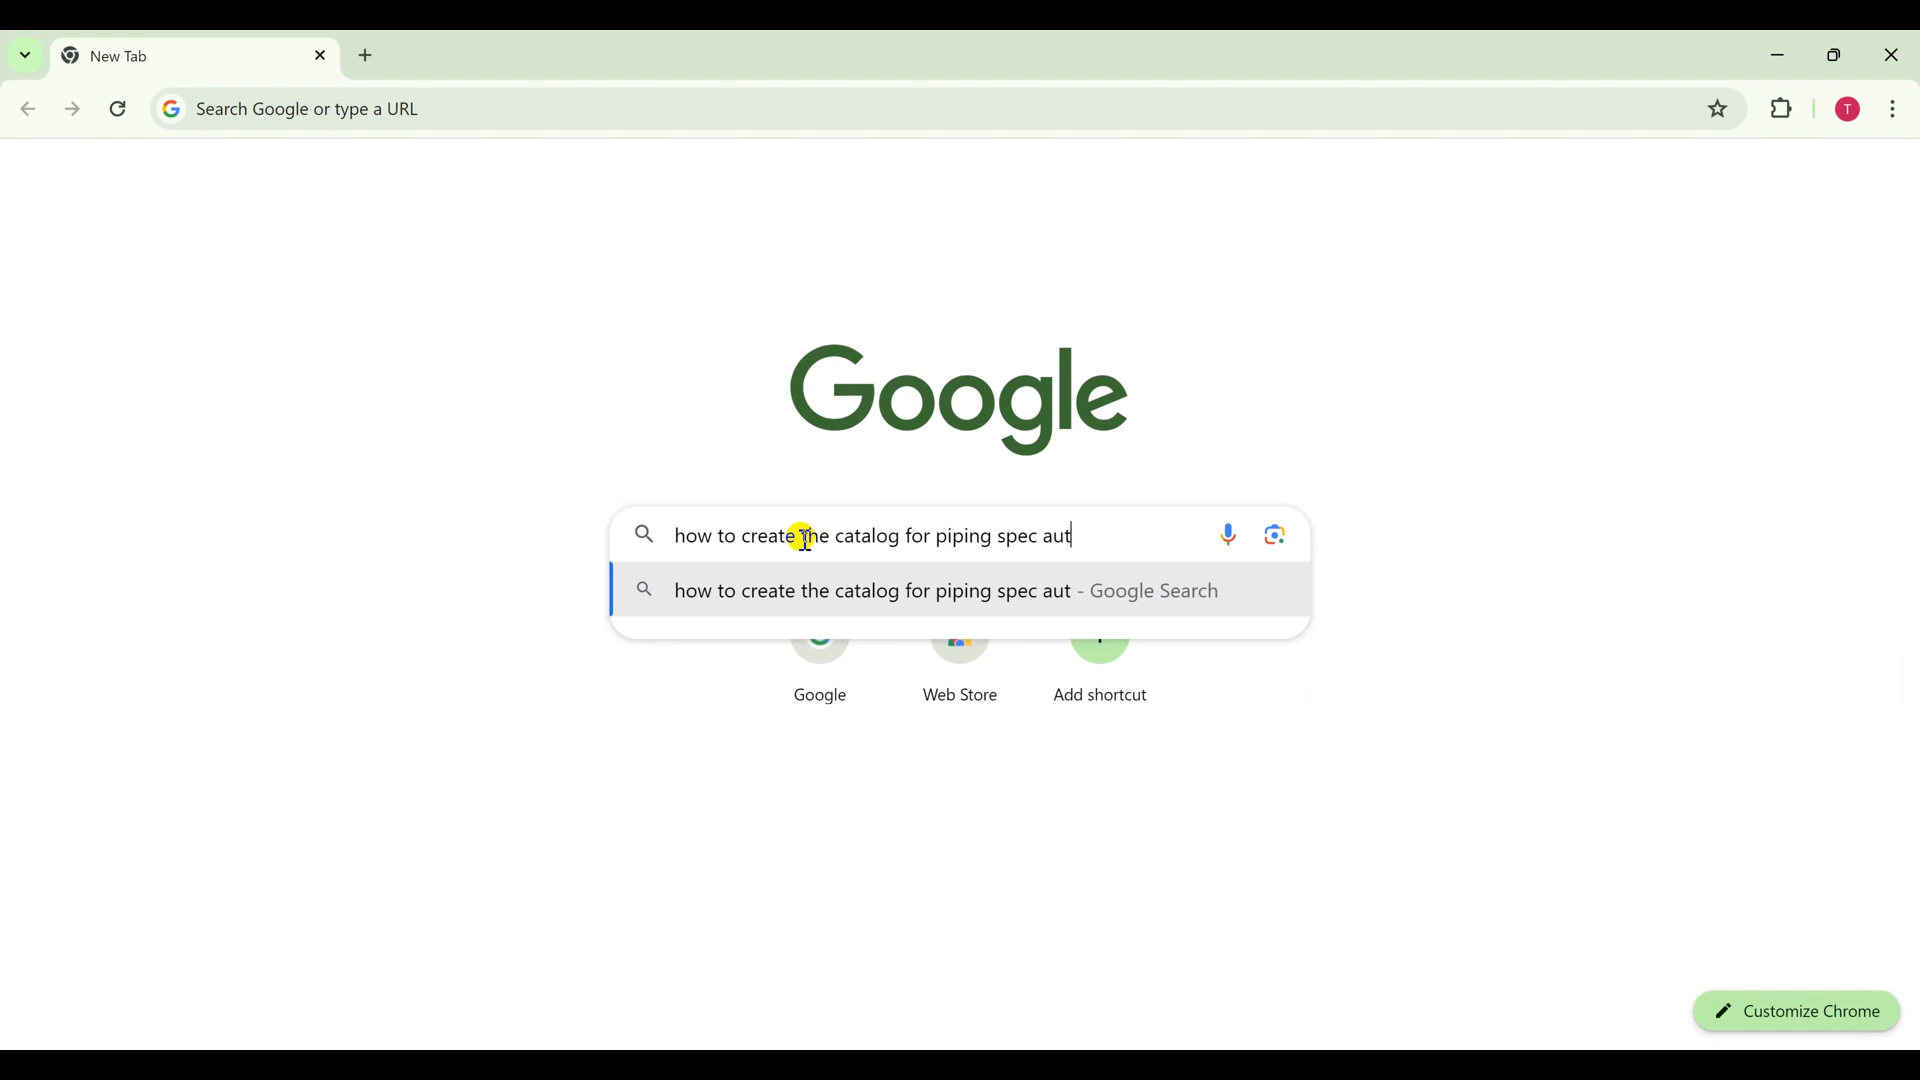 New Tab
Search Google or type a URL
T
Google
how to create the catalog for piping spec aut
how to create the catalog for piping spec aut - Google Search
Google
Web Store
Add shortcut
Customize Chrome